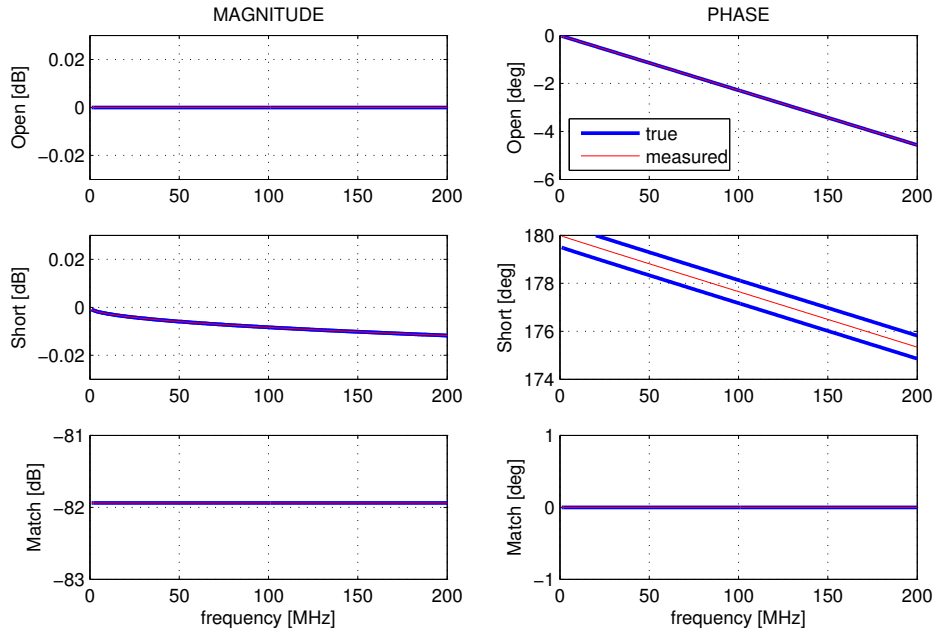 MAGNITUDE
PHASE
Open [dB]
0.02
0
−0.02
0 50 100 150 200
Open [deg]
0
−2
−4
−6
true
measured
0 50 100 150 200
Short [dB]
0.02
0
−0.02
0 50 100 150 200
Short [deg]
180
178
176
174
0 50 100 150 200
Match [dB]
−81
−82
−83
0 50 100 150 200
frequency [MHz]
Match [deg]
1
0
−1
0 50 100 150 200
frequency [MHz]